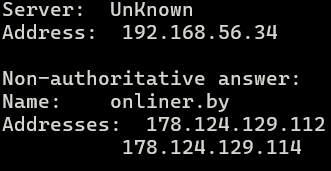 Server:  UnKnown
Address:  192.168.56.34

Non-authoritative answer:
Name:    onliner.by
Addresses:  178.124.129.112
          178.124.129.114